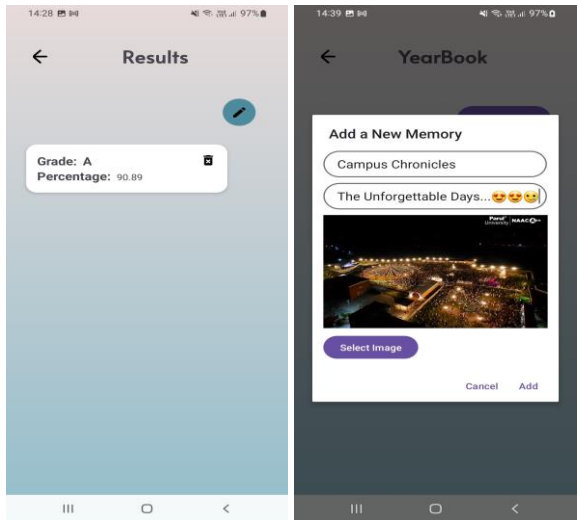 14:28 97%
Results
Grade: A
Percentage: 90.89
14:39 97%
YearBook
Add a New Memory
Campus Chronicles
The Unforgettable Days...😍😍🥲
Parul University NAAC A++
Select Image
Cancel Add